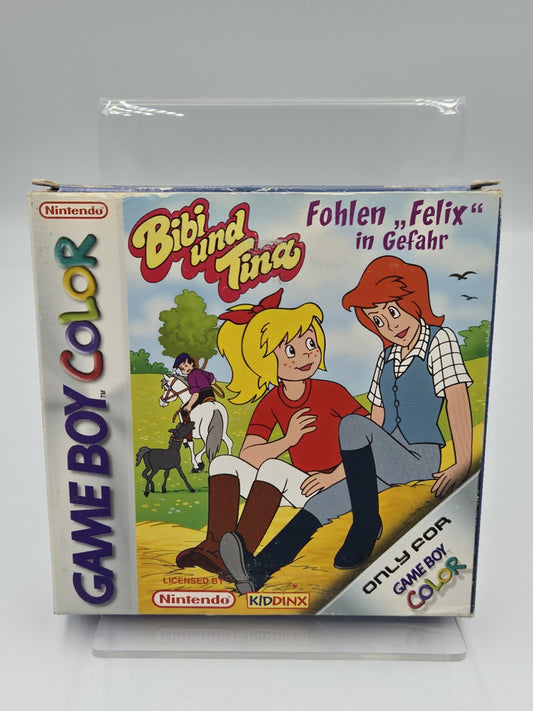 Nintendo
GAME BOY COLOR
TM
Bibi
und
Tina
Fohlen „Felix“
in Gefahr
LICENSED BY
Nintendo
KIDDINX
ONLY FOR
GAME BOY
COLOR